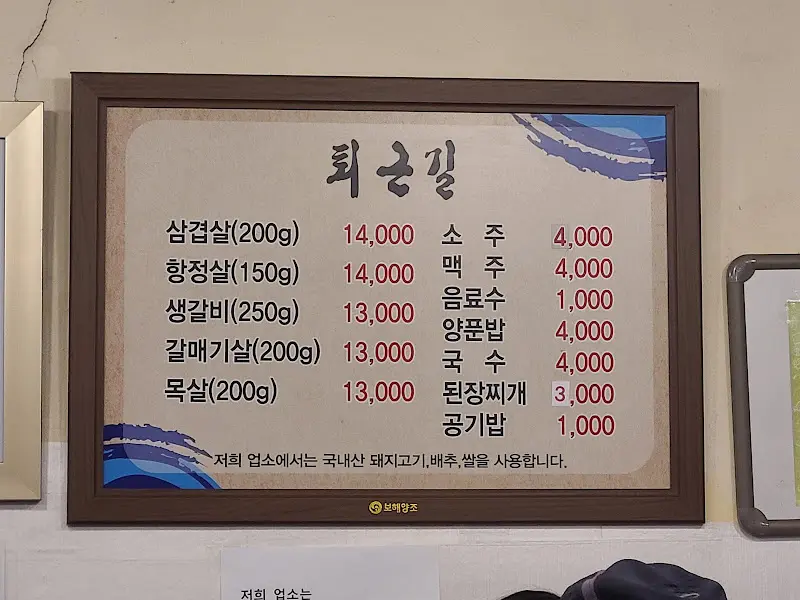 퇴근길
삼겹살(200g) 14,000
항정살(150g) 14,000
생갈비(250g) 13,000
갈매기살(200g) 13,000
목살(200g) 13,000
소 주 4,000
맥 주 4,000
음료수 1,000
양푼밥 4,000
국 수 4,000
된장찌개 3,000
공기밥 1,000
저희 업소에서는 국내산 돼지고기,배추,쌀을 사용합니다.
보해양조
저희 업소는